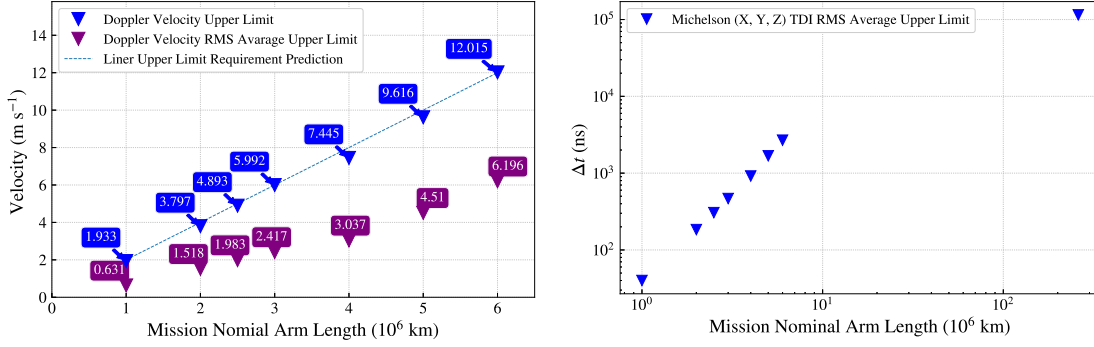 Doppler Velocity Upper Limit
Doppler Velocity RMS Avarage Upper Limit
Liner Upper Limit Requirement Prediction
Velocity (m s⁻¹)
14
12
10
8
6
4
2
0
12.015
9.616
7.445
5.992
4.893
3.797
1.933
6.196
4.51
3.037
2.417
1.983
1.518
0.631
0 1 2 3 4 5 6
Mission Nomial Arm Length (10⁶ km)
Michelson (X, Y, Z) TDI RMS Average Upper Limit
Δt (ns)
10⁵
10⁴
10³
10²
10⁰ 10¹ 10²
Mission Nominal Arm Length (10⁶ km)